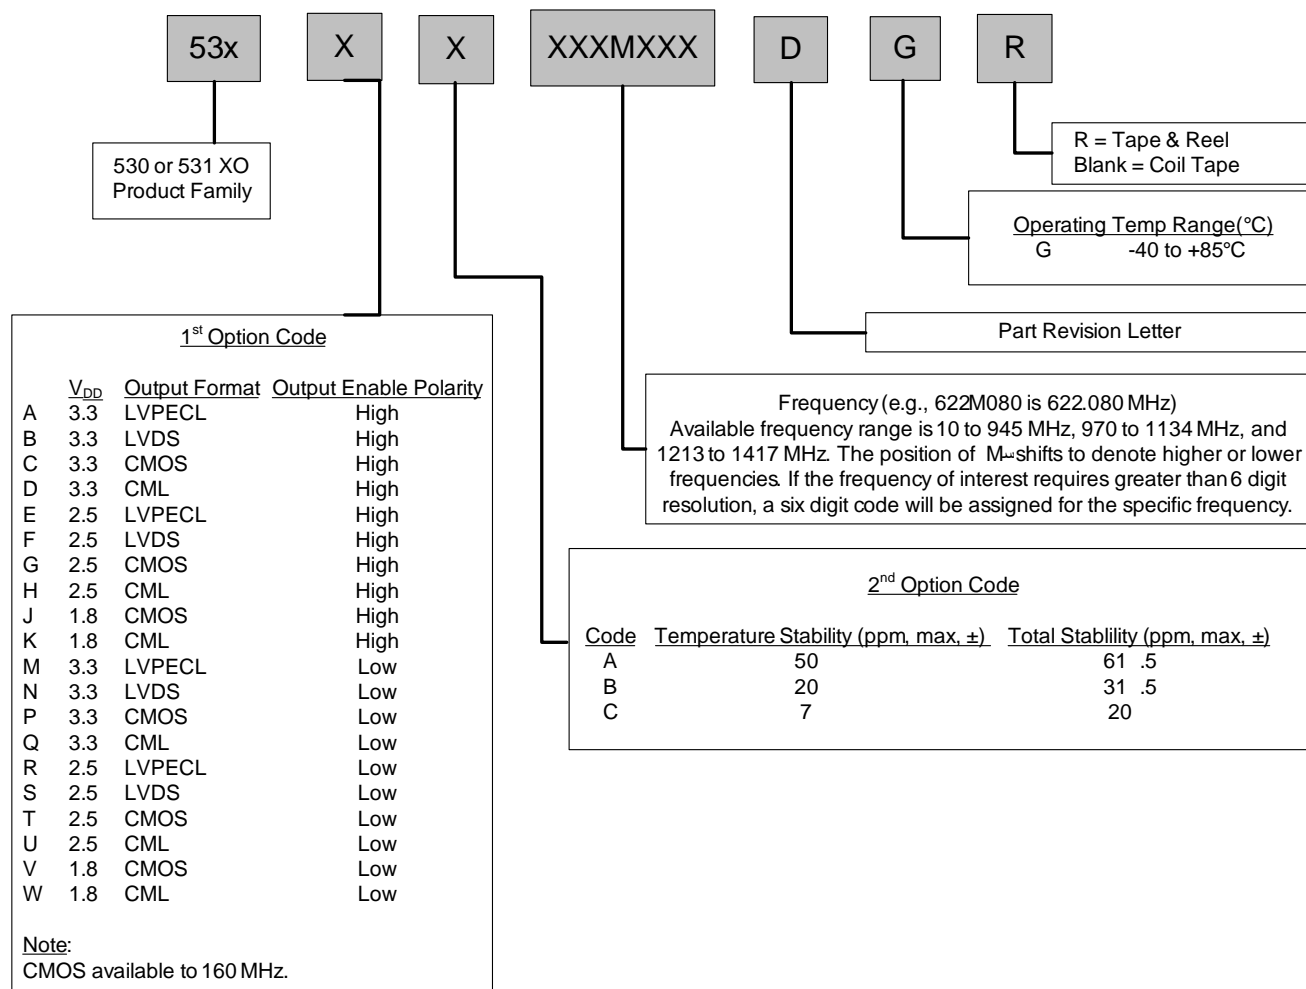 53x X X XXXMXXX D G R
530 or 531 XO
Product Family
R = Tape & Reel
Blank = Coil Tape
Operating Temp Range(°C)
G -40 to +85°C
Part Revision Letter
Frequency (e.g., 622M080 is 622.080 MHz)
Available frequency range is 10 to 945 MHz, 970 to 1134 MHz, and
1213 to 1417 MHz. The position of M shifts to denote higher or lower
frequencies. If the frequency of interest requires greater than 6 digit
resolution, a six digit code will be assigned for the specific frequency.
1st Option Code
VDD Output Format Output Enable Polarity
A 3.3 LVPECL High
B 3.3 LVDS High
C 3.3 CMOS High
D 3.3 CML High
E 2.5 LVPECL High
F 2.5 LVDS High
G 2.5 CMOS High
H 2.5 CML High
J 1.8 CMOS High
K 1.8 CML High
M 3.3 LVPECL Low
N 3.3 LVDS Low
P 3.3 CMOS Low
Q 3.3 CML Low
R 2.5 LVPECL Low
S 2.5 LVDS Low
T 2.5 CMOS Low
U 2.5 CML Low
V 1.8 CMOS Low
W 1.8 CML Low
Note:
CMOS available to 160 MHz.
2nd Option Code
Code Temperature Stability (ppm, max, ±) Total Stablility (ppm, max, ±)
A 50 61 .5
B 20 31 .5
C 7 20